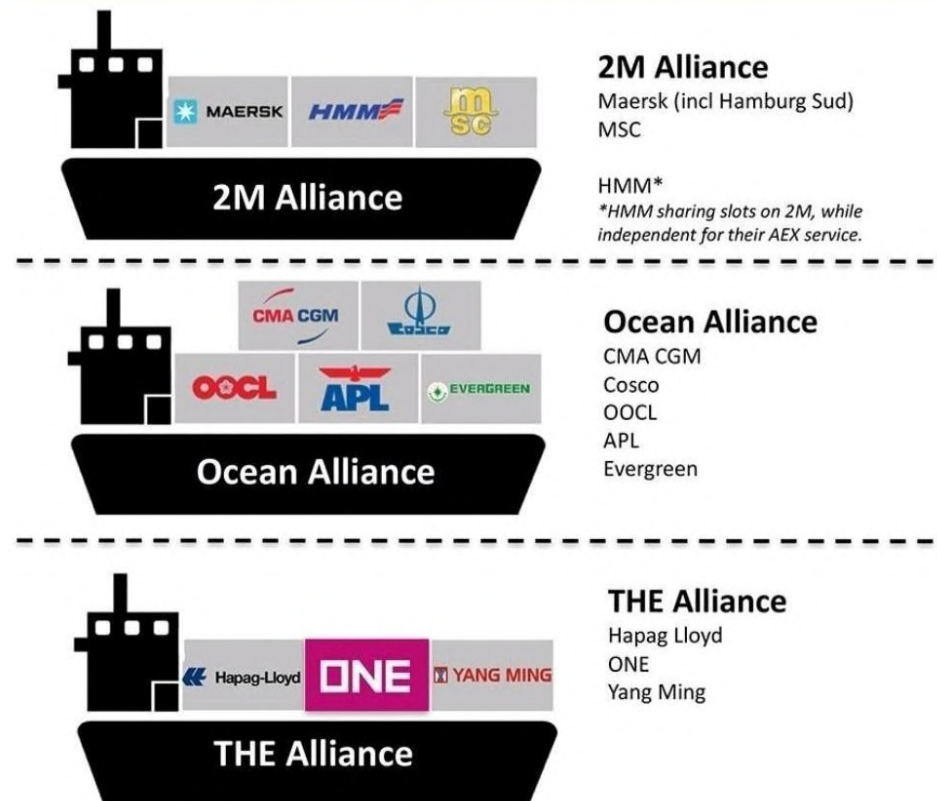 MAERSK
HMM
m
SC
2M Alliance
2M Alliance
Maersk (incl Hamburg Sud)
MSC
HMM*
*HMM sharing slots on 2M, while
independent for their AEX service.
CMA CGM
COSCO
OOCL
APL
EVERGREEN
Ocean Alliance
Ocean Alliance
CMA CGM
Cosco
OOCL
APL
Evergreen
Hapag-Lloyd
ONE
YANG MING
THE Alliance
THE Alliance
Hapag Lloyd
ONE
Yang Ming